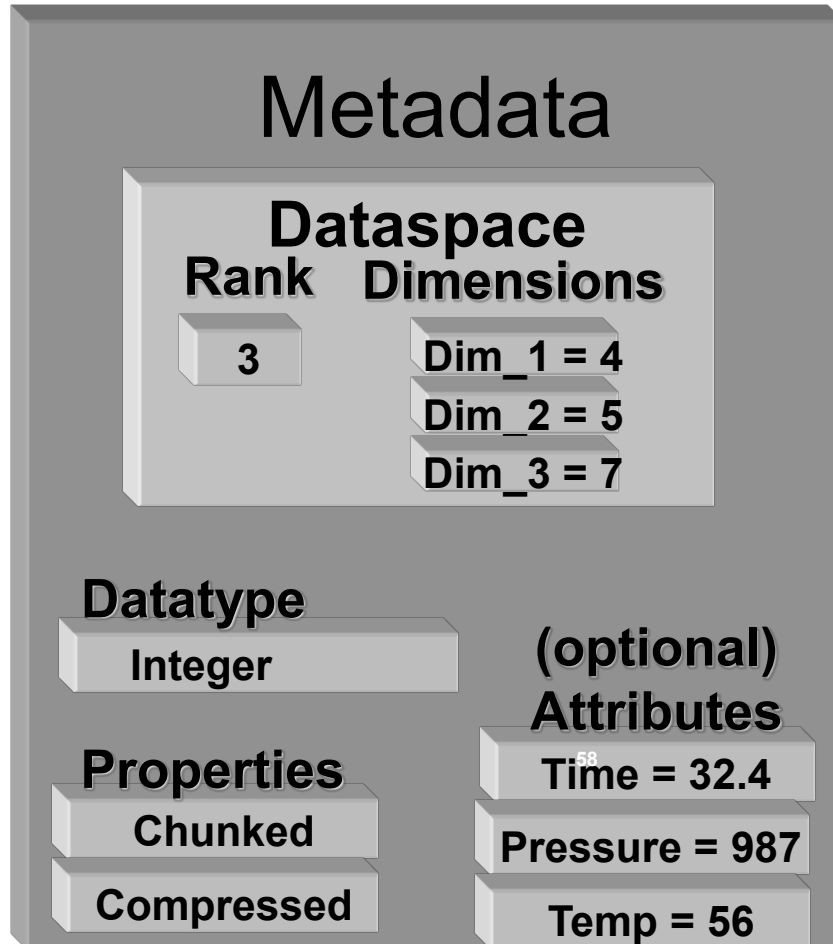 Metadata
Dataspace
Rank Dimensions
3
Dim_1 = 4
Dim_2 = 5
Dim_3 = 7
Datatype
Integer
Properties
Chunked
Compressed
(optional)
Attributes
58
Time = 32.4
Pressure = 987
Temp = 56